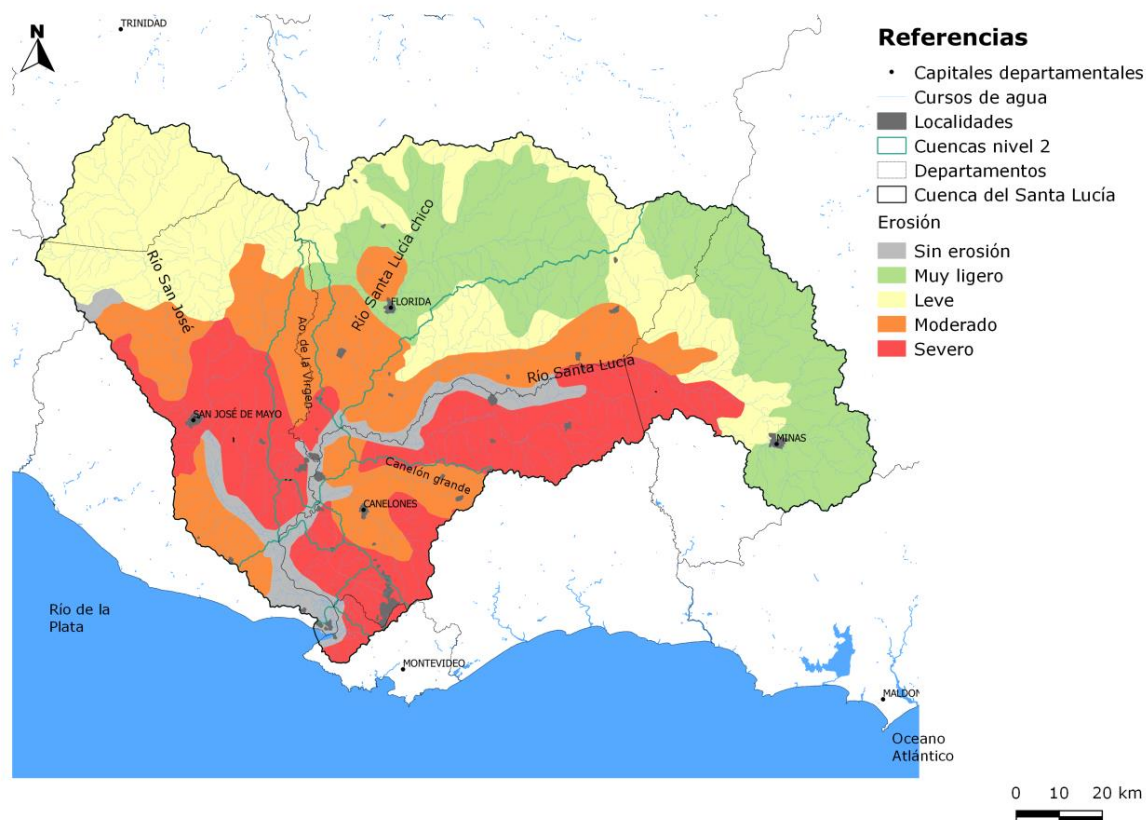 N
TRINIDAD
Río San José
Ao. de la Virgen
Río Santa Lucía chico
FLORIDA
Río Santa Lucía
SAN JOSÉ DE MAYO
MINAS
Canelón grande
CANELONES
Río de la
Plata
MONTEVIDEO
MALDON
Oceano
Atlántico
Referencias
Capitales departamentales
Cursos de agua
Localidades
Cuencas nivel 2
Departamentos
Cuenca del Santa Lucía
Erosión
Sin erosión
Muy ligero
Leve
Moderado
Severo
0 10 20 km